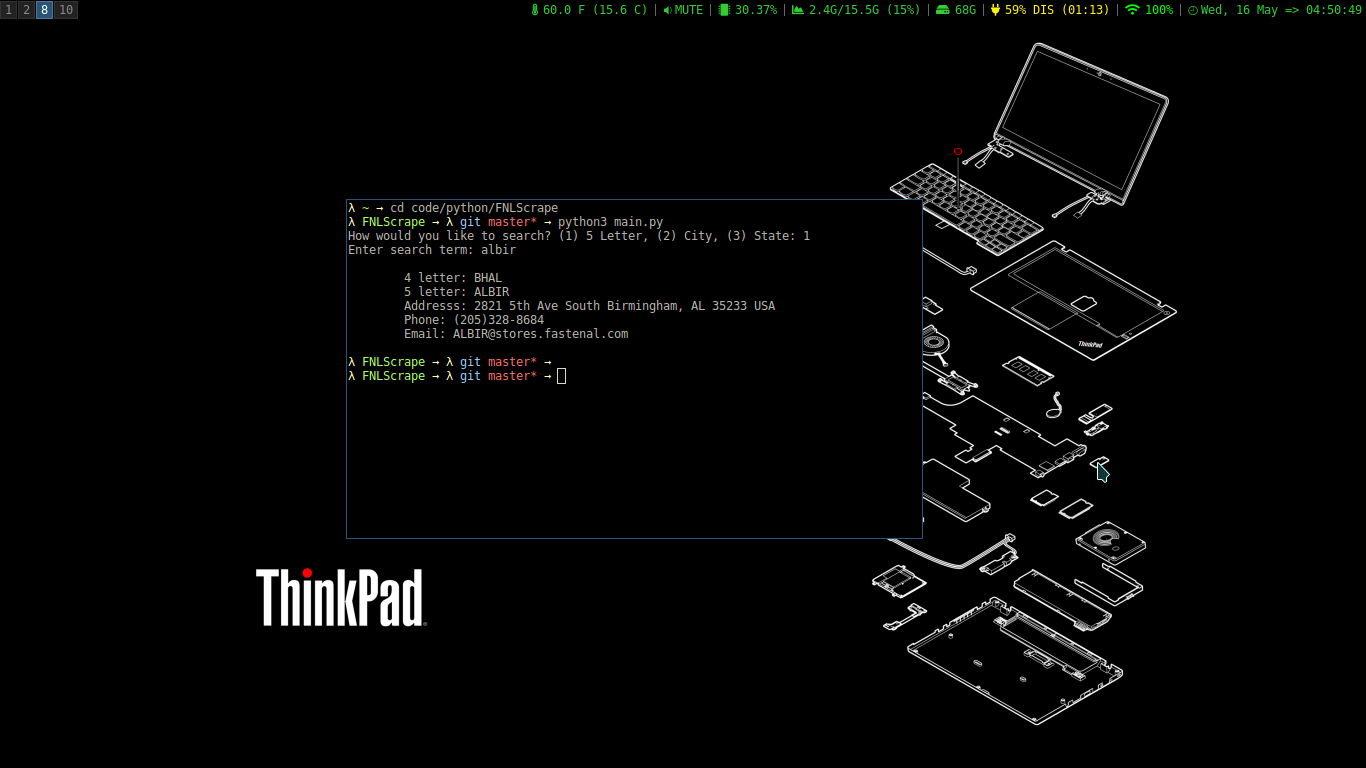 1 2 8 10 60.0 F (15.6 C) | MUTE | 30.37% | 2.4G/15.5G (15%) | 68G | 59% DIS (01:13) | 100% | Wed, 16 May => 04:50:49
λ ~ → cd code/python/FNLScrape
λ FNLScrape → λ git master* → python3 main.py
How would you like to search? (1) 5 Letter, (2) City, (3) State: 1
Enter search term: albir
4 letter: BHAL
5 letter: ALBIR
Addresss: 2821 5th Ave South Birmingham, AL 35233 USA
Phone: (205)328-8684
Email: ALBIR@stores.fastenal.com
λ FNLScrape → λ git master* →
λ FNLScrape → λ git master* →
ThinkPad
ThinkPad